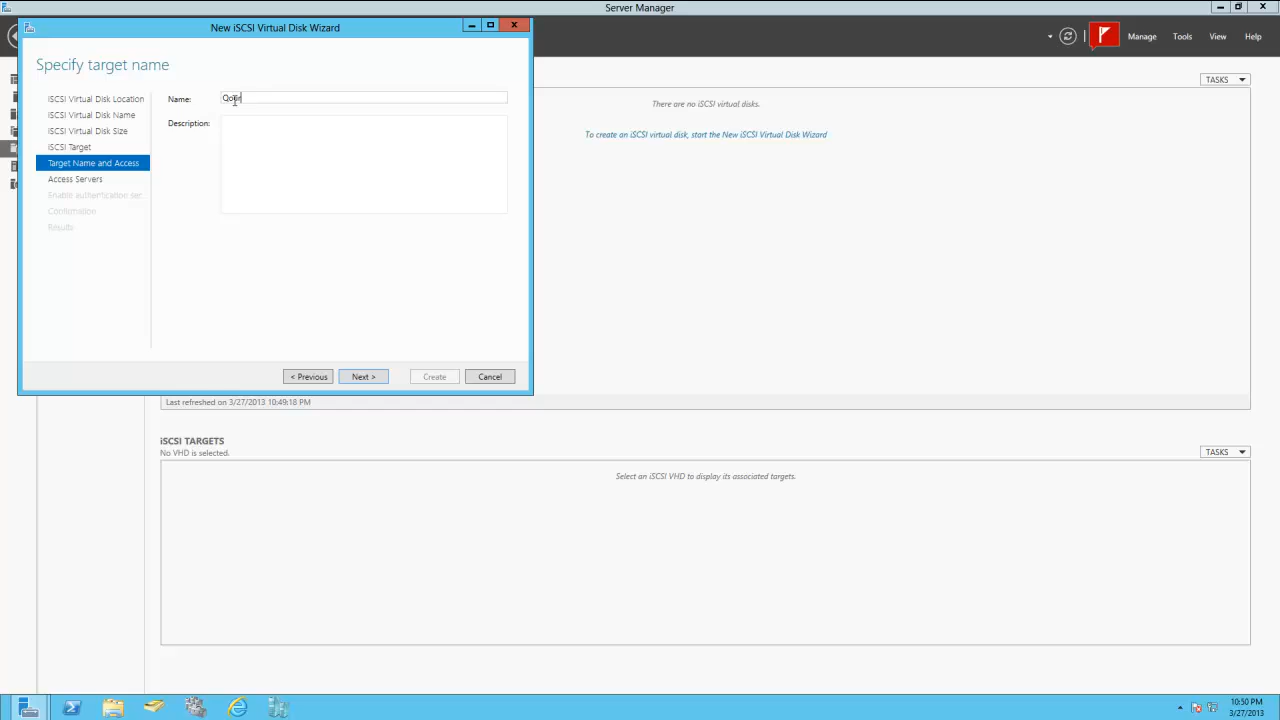 Server Manager
New iSCSI Virtual Disk Wizard
Manage Tools View Help
Specify target name
TASKS
iSCSI Virtual Disk Location
iSCSI Virtual Disk Name
iSCSI Virtual Disk Size
iSCSI Target
Target Name and Access
Access Servers
Enable authentication ser...
Confirmation
Results
Name:
Description:
There are no iSCSI virtual disks.
To create an iSCSI virtual disk, start the New iSCSI Virtual Disk Wizard
< Previous Next > Create Cancel
Last refreshed on 3/27/2013 10:49:18 PM
iSCSI TARGETS
No VHD is selected.
TASKS
Select an iSCSI VHD to display its associated targets.
10:50 PM
3/27/2013